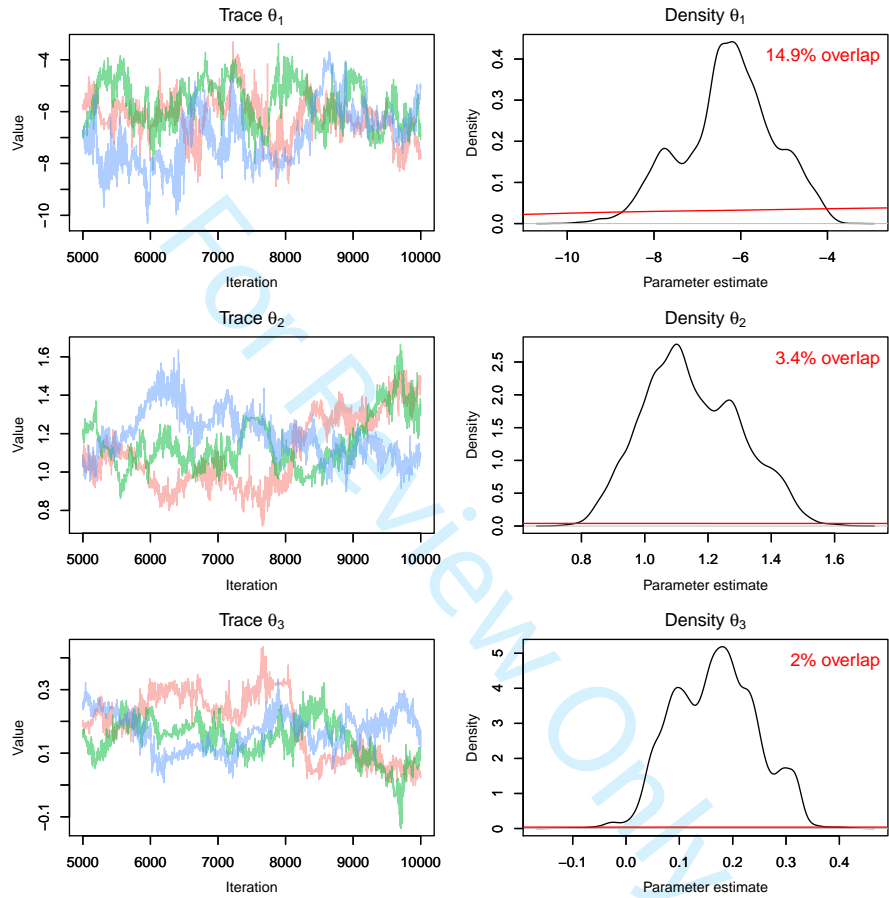 Trace θ1
Value
−10 −8 −6 −4
5000 6000 7000 8000 9000 10000
Iteration
Density θ1
14.9% overlap
Density
0.0 0.1 0.2 0.3 0.4
−10 −8 −6 −4
Parameter estimate
Trace θ2
Value
0.8 1.0 1.2 1.4 1.6
5000 6000 7000 8000 9000 10000
Iteration
Density θ2
3.4% overlap
Density
0.0 0.5 1.0 1.5 2.0 2.5
0.8 1.0 1.2 1.4 1.6
Parameter estimate
Trace θ3
Value
−0.1 0.1 0.3
5000 6000 7000 8000 9000 10000
Iteration
Density θ3
2% overlap
Density
0 1 2 3 4 5
−0.1 0.0 0.1 0.2 0.3 0.4
Parameter estimate
For Review Only